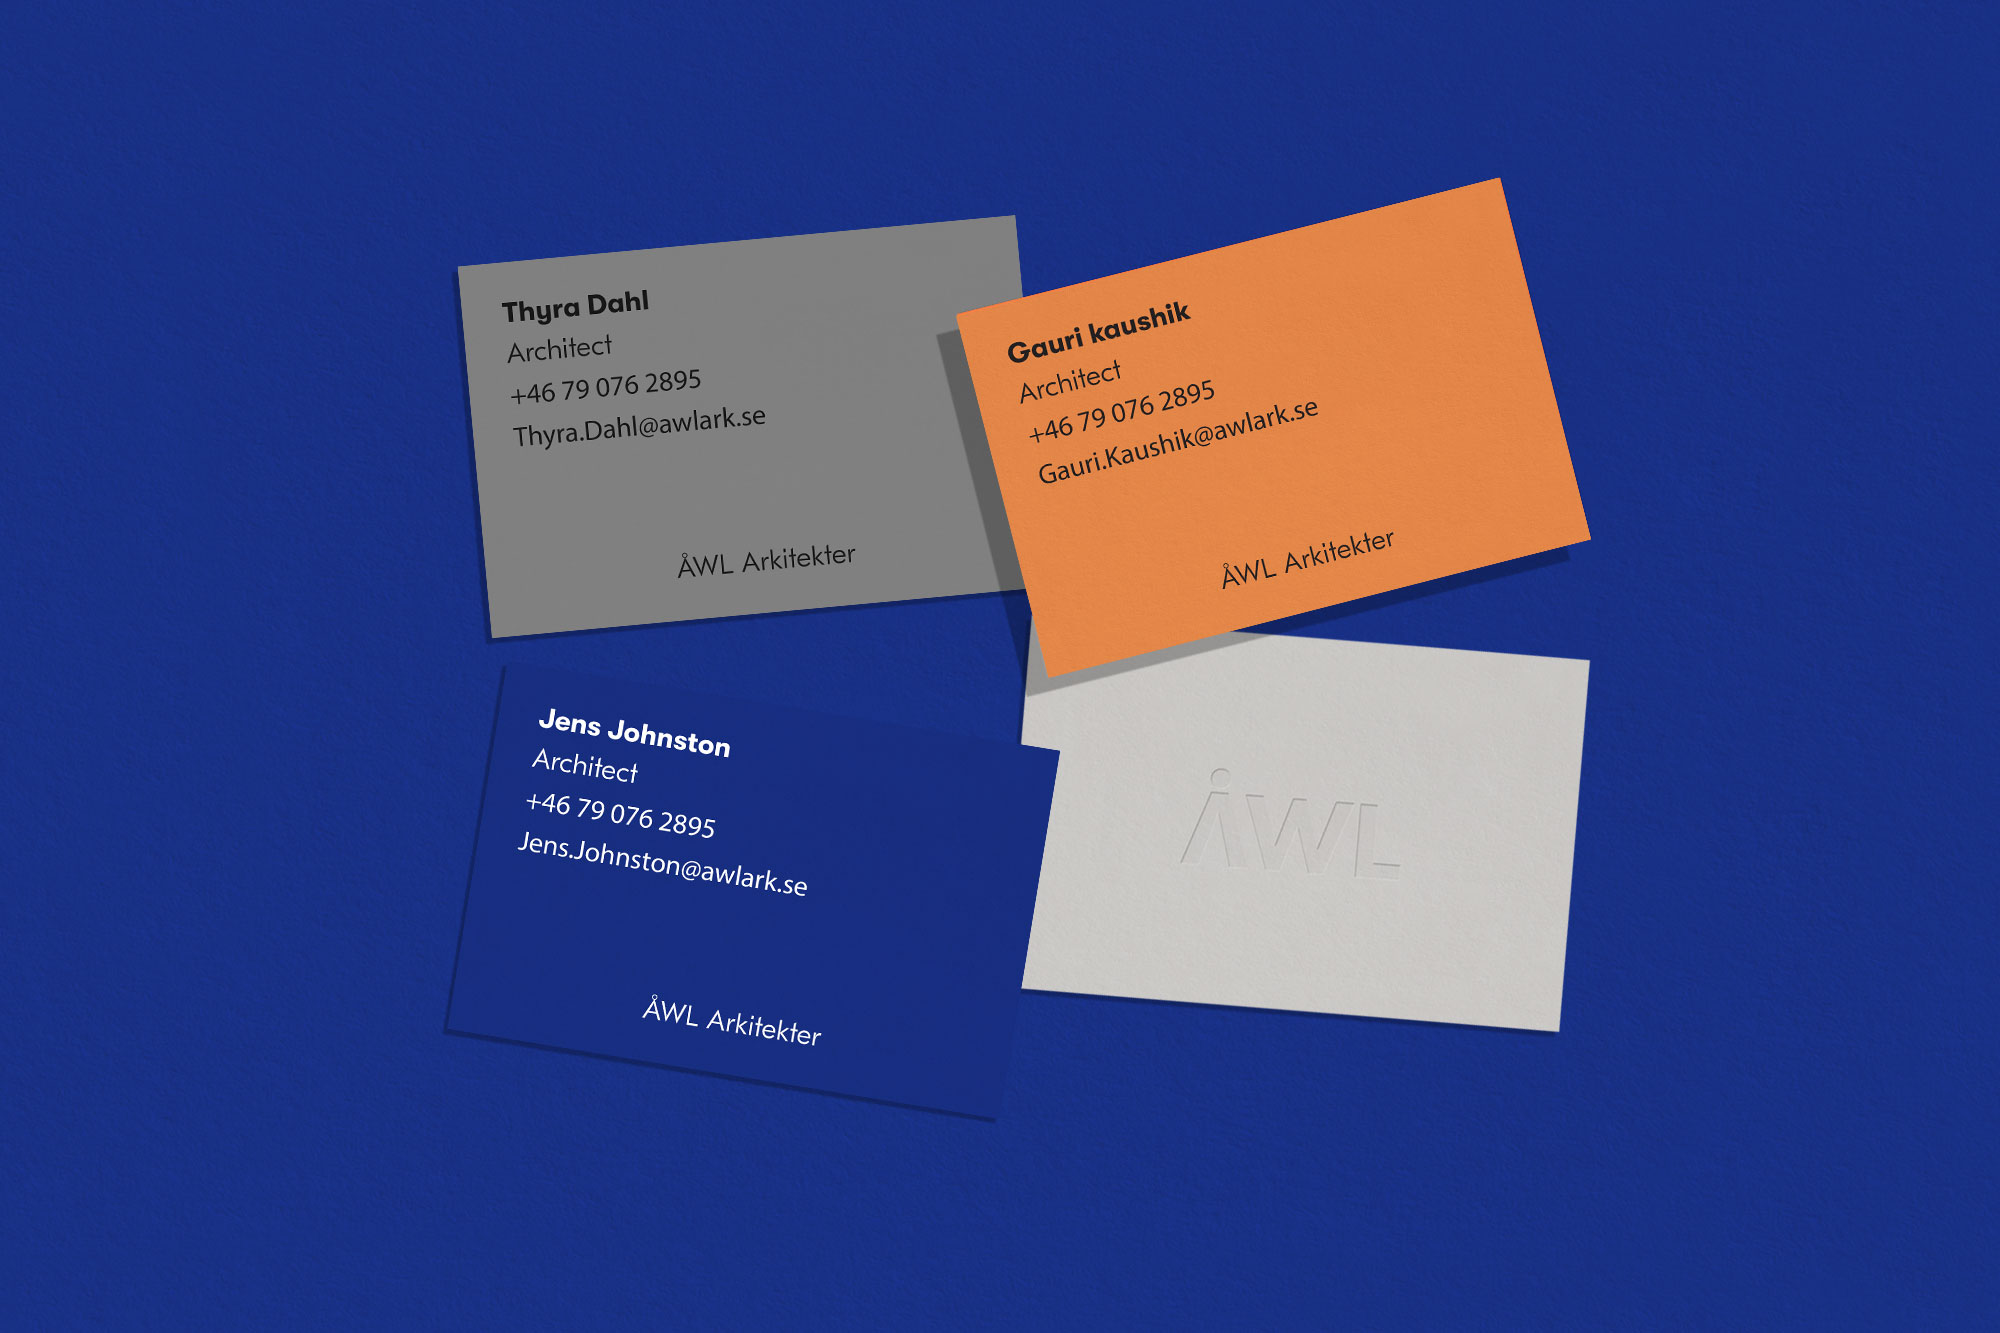 Thyra Dahl
Architect
+46 79 076 2895
Thyra.Dahl@awlark.se
ÅWL Arkitekter
Gauri kaushik
Architect
+46 79 076 2895
Gauri.Kaushik@awlark.se
ÅWL Arkitekter
Jens Johnston
Architect
+46 79 076 2895
Jens.Johnston@awlark.se
ÅWL Arkitekter
ÅWL